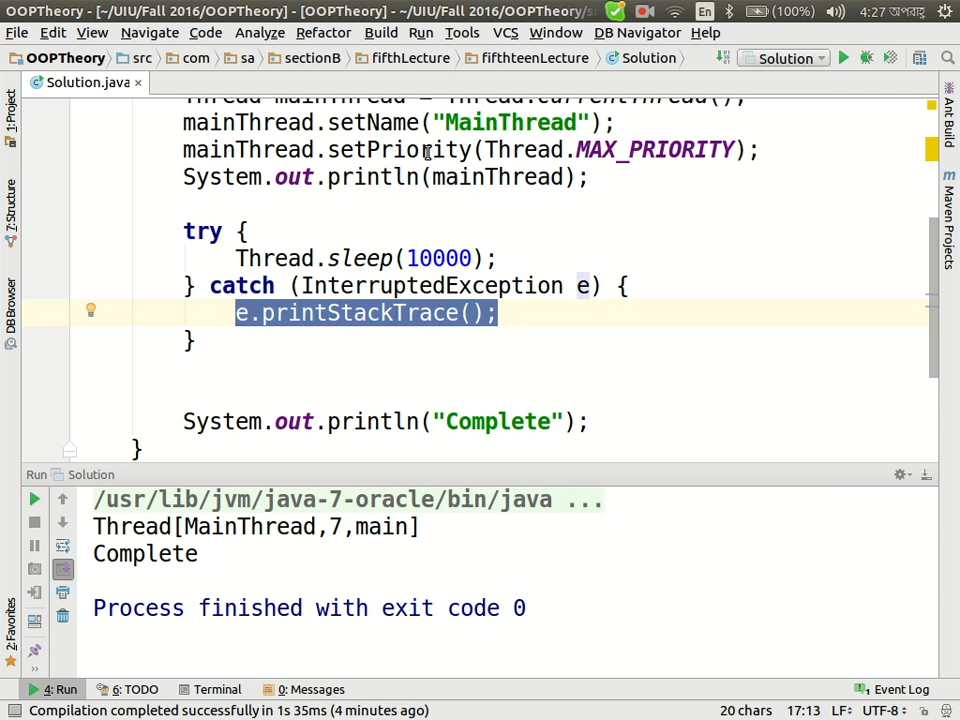 OOPTheory - [~/UIU/Fall 2016/OOPTheory] - [OOPTheory] - ~/UIU/Fall 2016/OOPTheory/s
En (100%) 4:27 অপরাহ্ণ
File Edit View Navigate Code Analyze Refactor Build Run Tools VCS Window DB Navigator Help
OOPTheory src com sa sectionB fifthLecture fifthteenLecture Solution Solution
Solution.java ×
1: Project
7: Structure
DB Browser
2: Favorites
Ant Build
Maven Projects
Thread mainThread = Thread.currentThread();
mainThread.setName("MainThread");
mainThread.setPriority(Thread.MAX_PRIORITY);
System.out.println(mainThread);
try {
Thread.sleep(10000);
} catch (InterruptedException e) {
e.printStackTrace();
}
System.out.println("Complete");
}
Run Solution
/usr/lib/jvm/java-7-oracle/bin/java ...
Thread[MainThread,7,main]
Complete
Process finished with exit code 0
4: Run 6: TODO Terminal 0: Messages 1 Event Log
Compilation completed successfully in 1s 35ms (4 minutes ago) 20 chars 17:13 LF UTF-8